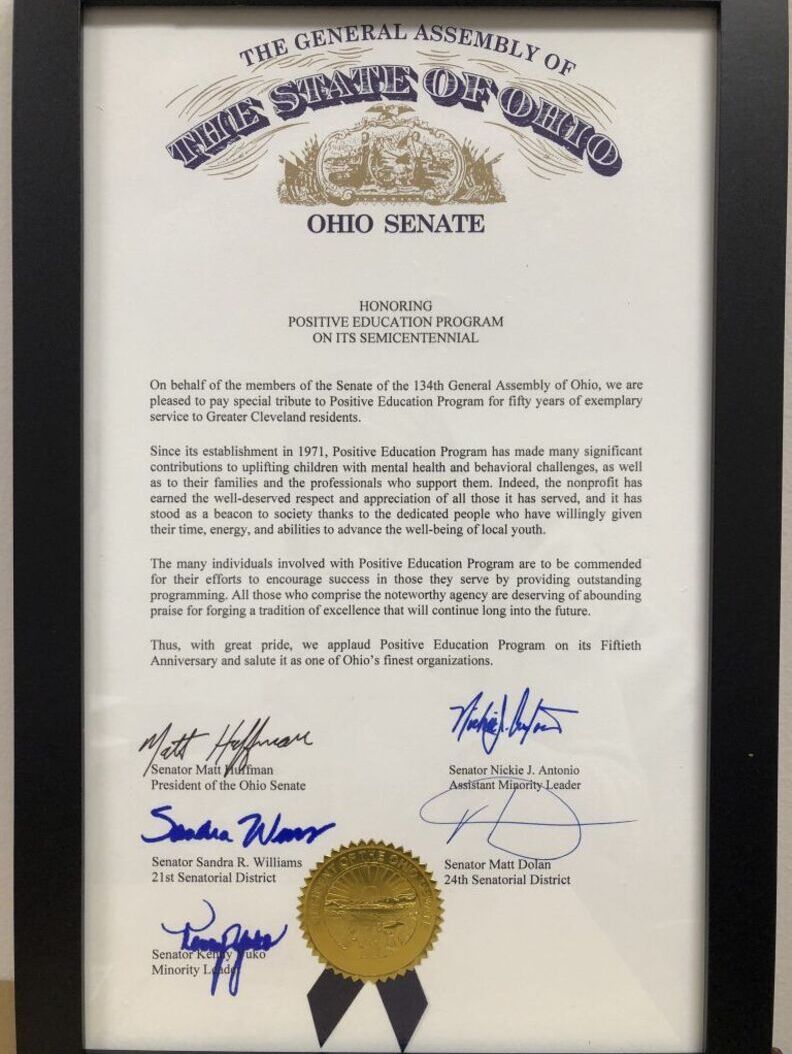 THE GENERAL ASSEMBLY OF
THE STATE OF OHIO
OHIO SENATE
HONORING
POSITIVE EDUCATION PROGRAM
ON ITS SEMICENTENNIAL
On behalf of the members of the Senate of the 134th General Assembly of Ohio, we are
pleased to pay special tribute to Positive Education Program for fifty years of exemplary
service to Greater Cleveland residents.
Since its establishment in 1971, Positive Education Program has made many significant
contributions to uplifting children with mental health and behavioral challenges, as well
as to their families and the professionals who support them. Indeed, the nonprofit has
earned the well-deserved respect and appreciation of all those it has served, and it has
stood as a beacon to society thanks to the dedicated people who have willingly given
their time, energy, and abilities to advance the well-being of local youth.
The many individuals involved with Positive Education Program are to be commended
for their efforts to encourage success in those they serve by providing outstanding
programming. All those who comprise the noteworthy agency are deserving of abounding
praise for forging a tradition of excellence that will continue long into the future.
Thus, with great pride, we applaud Positive Education Program on its Fiftieth
Anniversary and salute it as one of Ohio's finest organizations.
Matt Huffman
Senator Matt Huffman
President of the Ohio Senate
Senator Nickie J. Antonio
Assistant Minority Leader
Sandra Williams
Senator Sandra R. Williams
21st Senatorial District
Senator Matt Dolan
24th Senatorial District
Kenny Yuko
Senator Kenny Yuko
Minority Leader